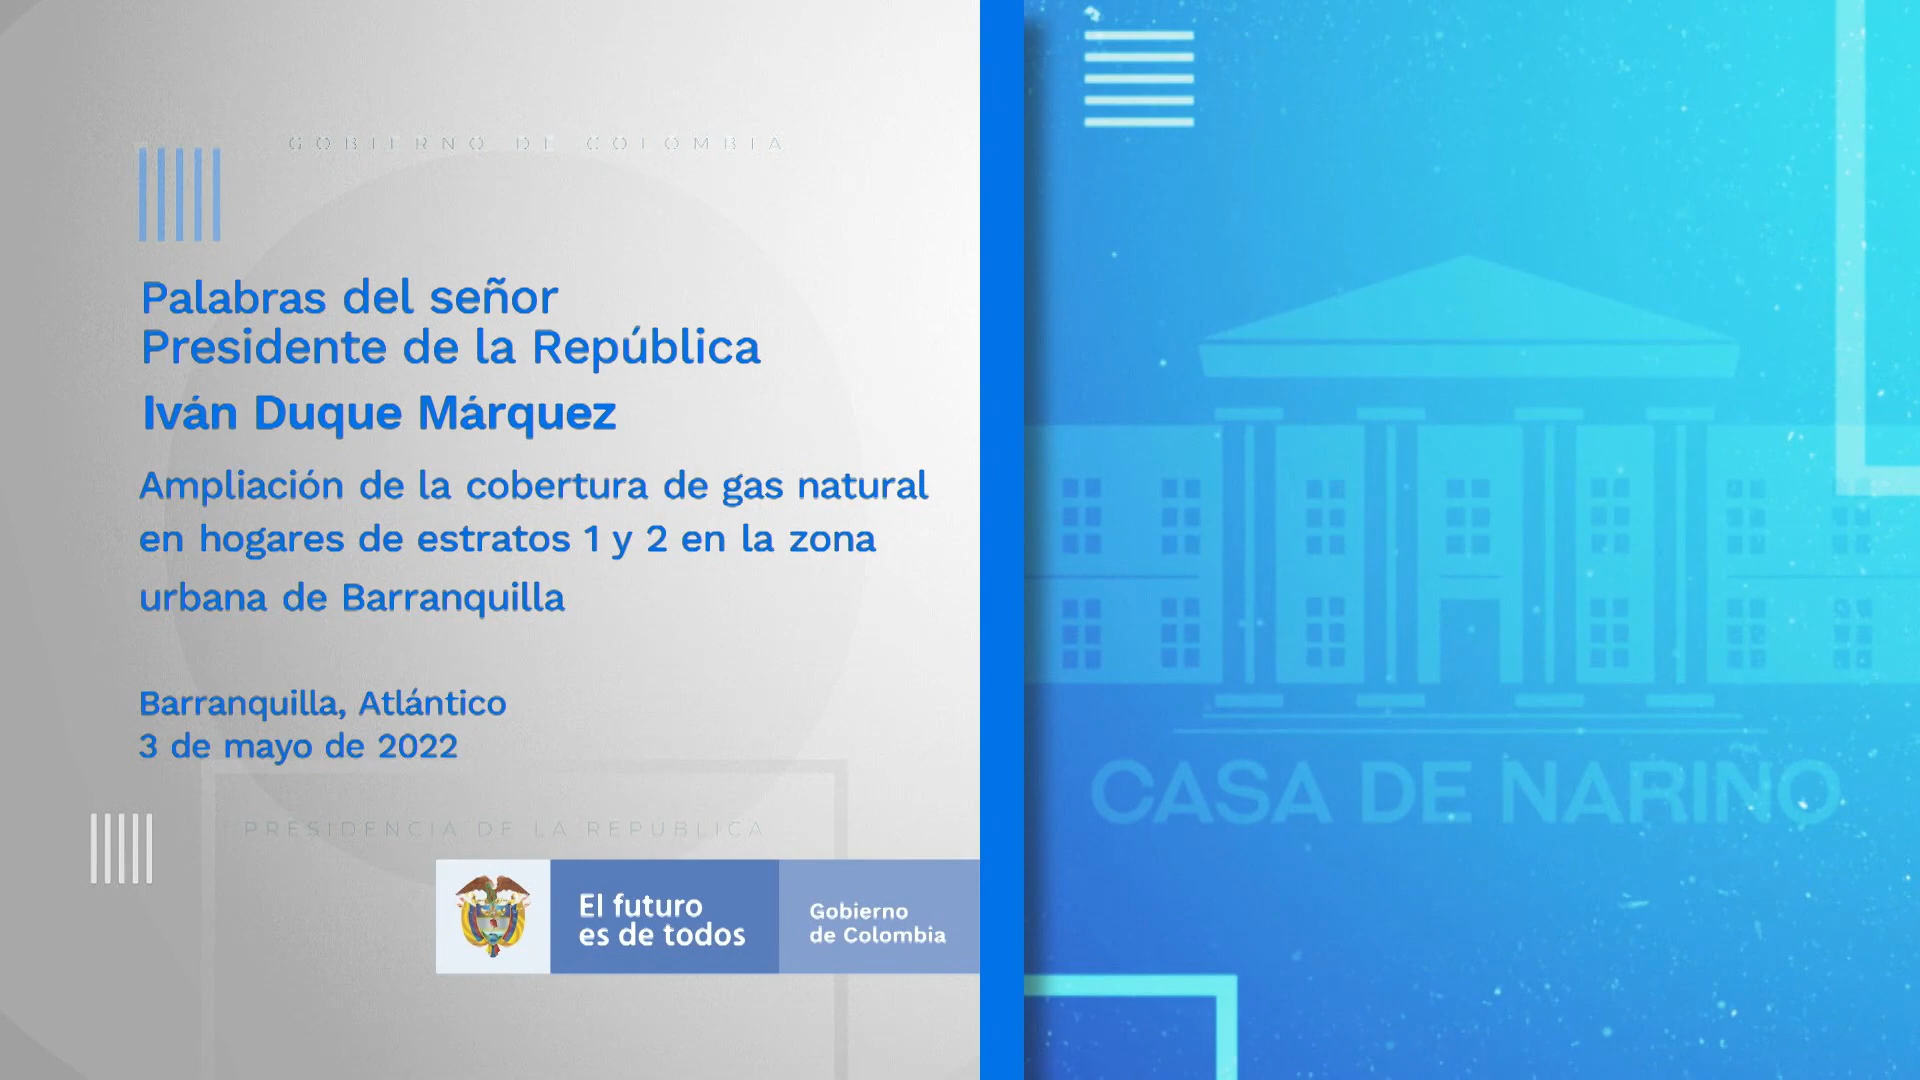 GOBIERNO DE COLOMBIA
Palabras del señor
Presidente de la República
Iván Duque Márquez
Ampliación de la cobertura de gas natural
en hogares de estratos 1 y 2 en la zona
urbana de Barranquilla
Barranquilla, Atlántico
3 de mayo de 2022
PRESIDENCIA DE LA REPÚBLICA
El futuro
es de todos
Gobierno
de Colombia
CASA DE NARIÑO